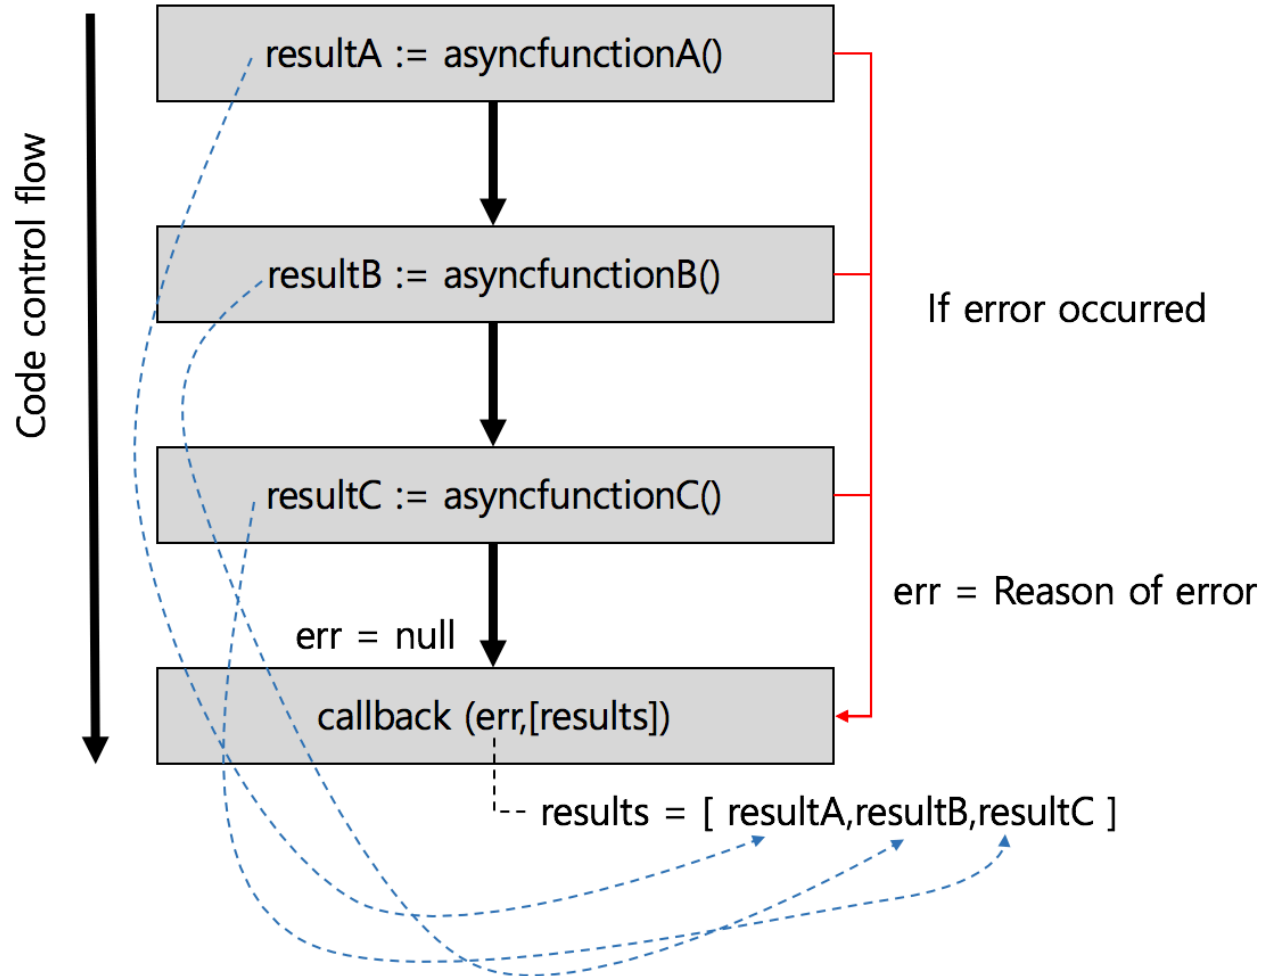 Code control flow
resultA := asyncfunctionA()
resultB := asyncfunctionB()
If error occurred
resultC := asyncfunctionC()
err = Reason of error
err = null
callback (err,[results])
results = [ resultA,resultB,resultC ]